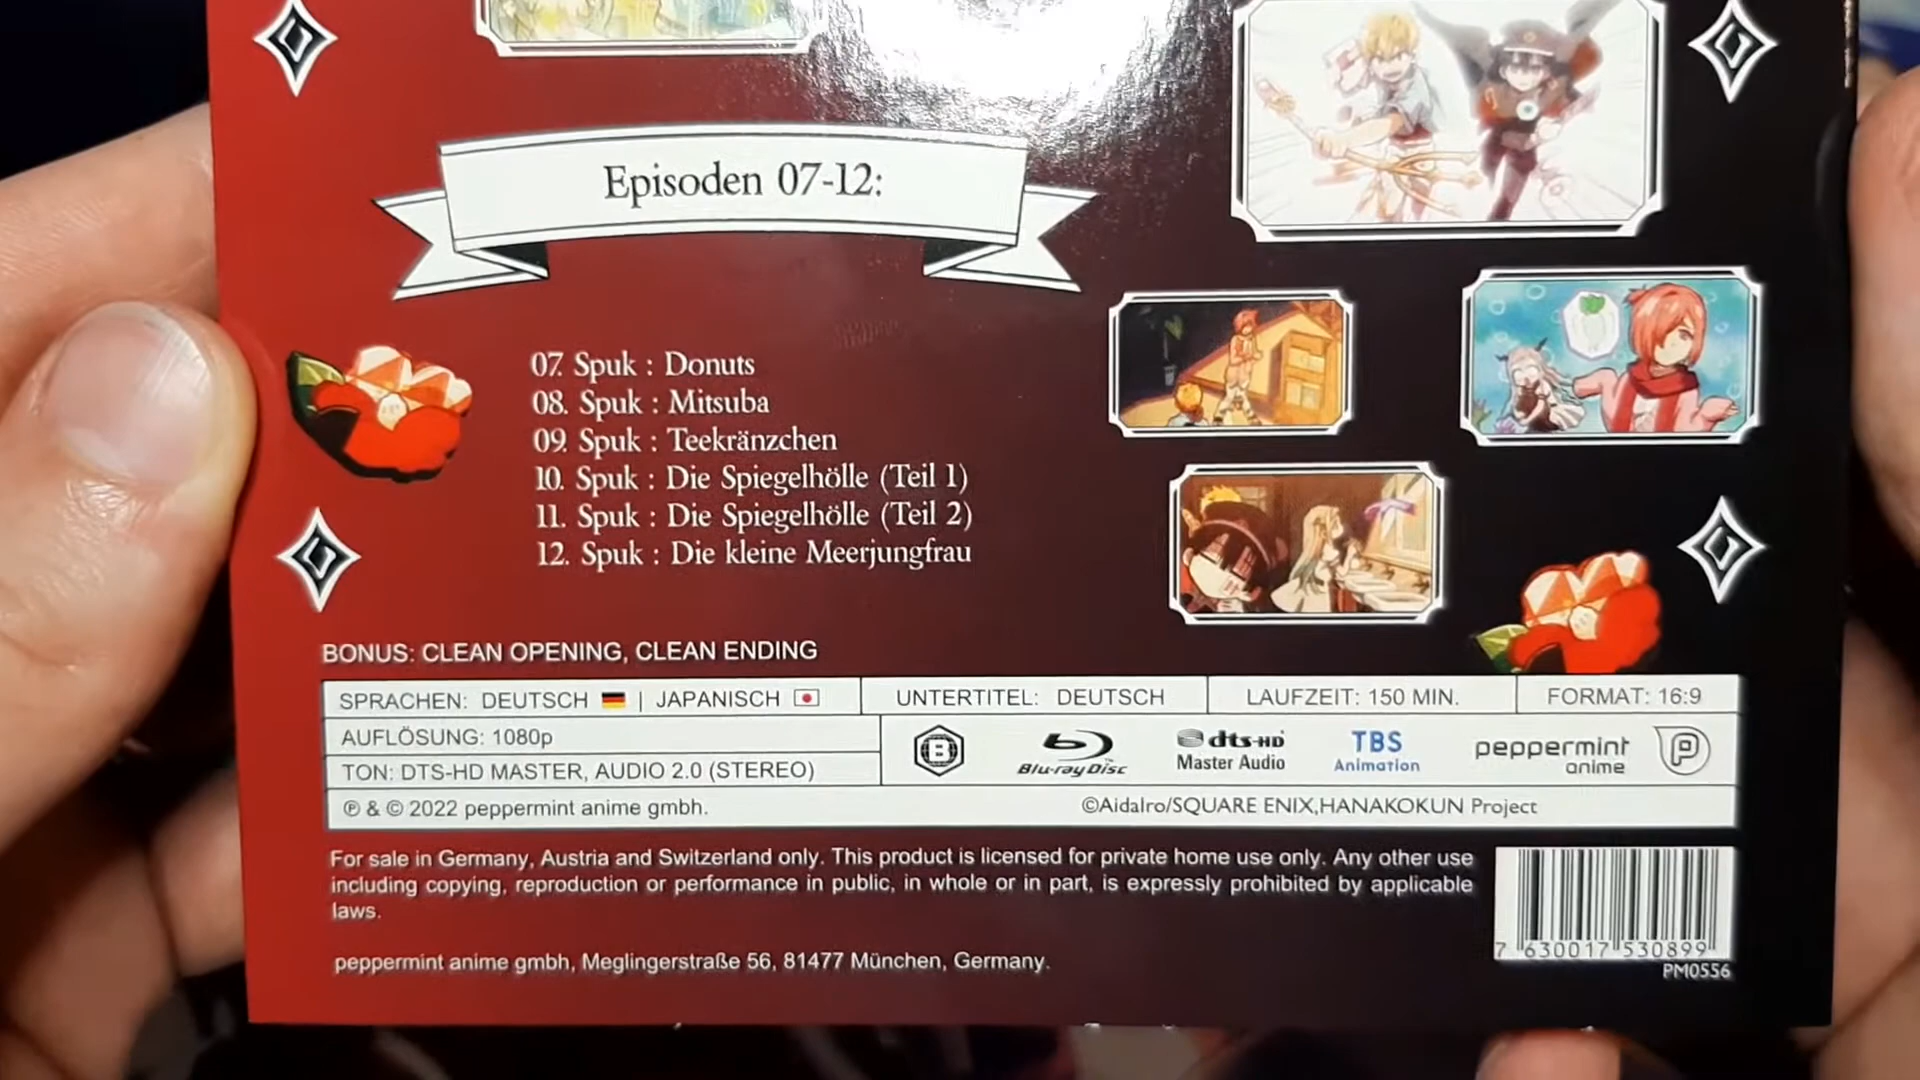 Episoden 07-12:
07. Spuk : Donuts
08. Spuk : Mitsuba
09. Spuk : Teekränzchen
10. Spuk : Die Spiegelhölle (Teil 1)
11. Spuk : Die Spiegelhölle (Teil 2)
12. Spuk : Die kleine Meerjungfrau
BONUS: CLEAN OPENING, CLEAN ENDING
SPRACHEN: DEUTSCH | JAPANISCH
UNTERTITEL: DEUTSCH
LAUFZEIT: 150 MIN.
FORMAT: 16:9
AUFLÖSUNG: 1080p
TON: DTS-HD MASTER, AUDIO 2.0 (STEREO)
B
Blu-ray Disc
dts-HD
Master Audio
TBS
Animation
peppermint
anime
P
℗ & © 2022 peppermint anime gmbh.
©AidaIro/SQUARE ENIX,HANAKOKUN Project
For sale in Germany, Austria and Switzerland only. This product is licensed for private home use only. Any other use
including copying, reproduction or performance in public, in whole or in part, is expressly prohibited by applicable
laws.
peppermint anime gmbh, Meglingerstraße 56, 81477 München, Germany.
7 630017 530899
PM0556